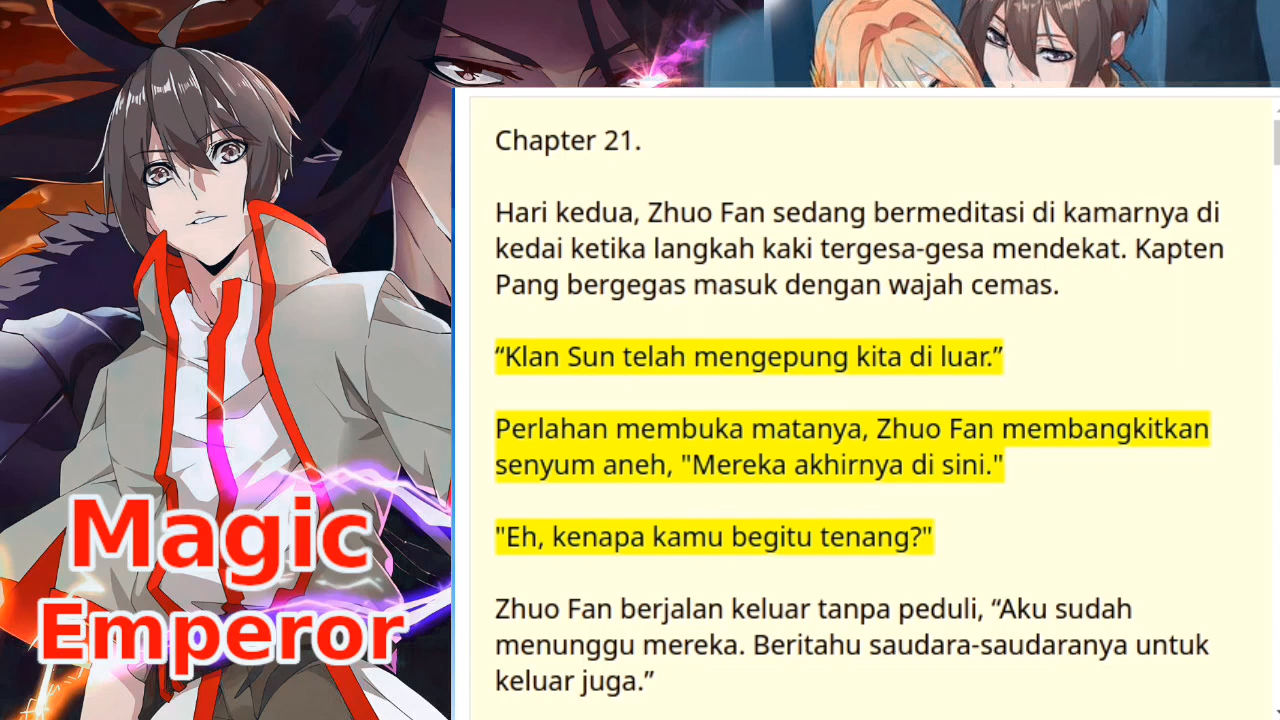 Magic
Emperor
Chapter 21.
Hari kedua, Zhuo Fan sedang bermeditasi di kamarnya di
kedai ketika langkah kaki tergesa-gesa mendekat. Kapten
Pang bergegas masuk dengan wajah cemas.
“Klan Sun telah mengepung kita di luar.”
Perlahan membuka matanya, Zhuo Fan membangkitkan
senyum aneh, "Mereka akhirnya di sini."
"Eh, kenapa kamu begitu tenang?"
Zhuo Fan berjalan keluar tanpa peduli, “Aku sudah
menunggu mereka. Beritahu saudara-saudaranya untuk
keluar juga.”